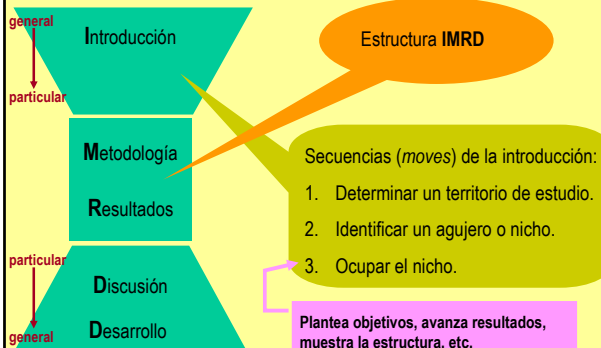 general
Introducción
particular
Estructura IMRD
Metodología
Resultados
Secuencias (moves) de la introducción:
1. Determinar un territorio de estudio.
2. Identificar un agujero o nicho.
3. Ocupar el nicho.
particular
Discusión
Desarrollo
general
Plantea objetivos, avanza resultados,
muestra la estructura, etc.